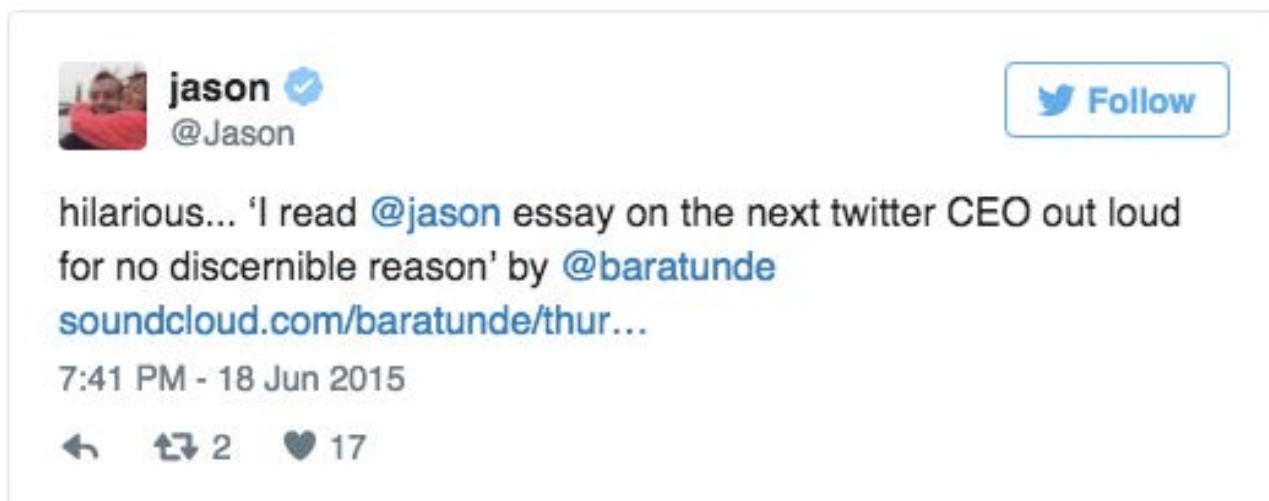 jason
@Jason
Follow
hilarious... ‘I read @jason essay on the next twitter CEO out loud
for no discernible reason’ by @baratunde
soundcloud.com/baratunde/thur...
7:41 PM - 18 Jun 2015
2 17